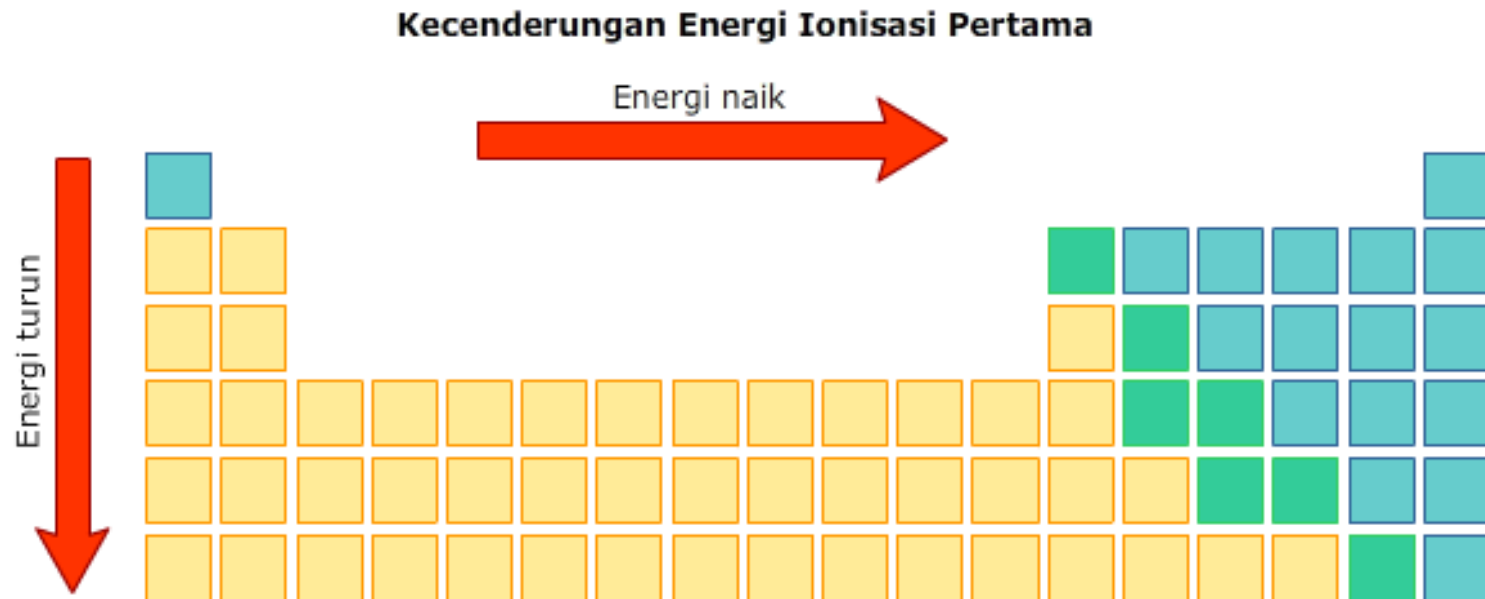 Kecenderungan Energi Ionisasi Pertama
Energi naik
Energi turun